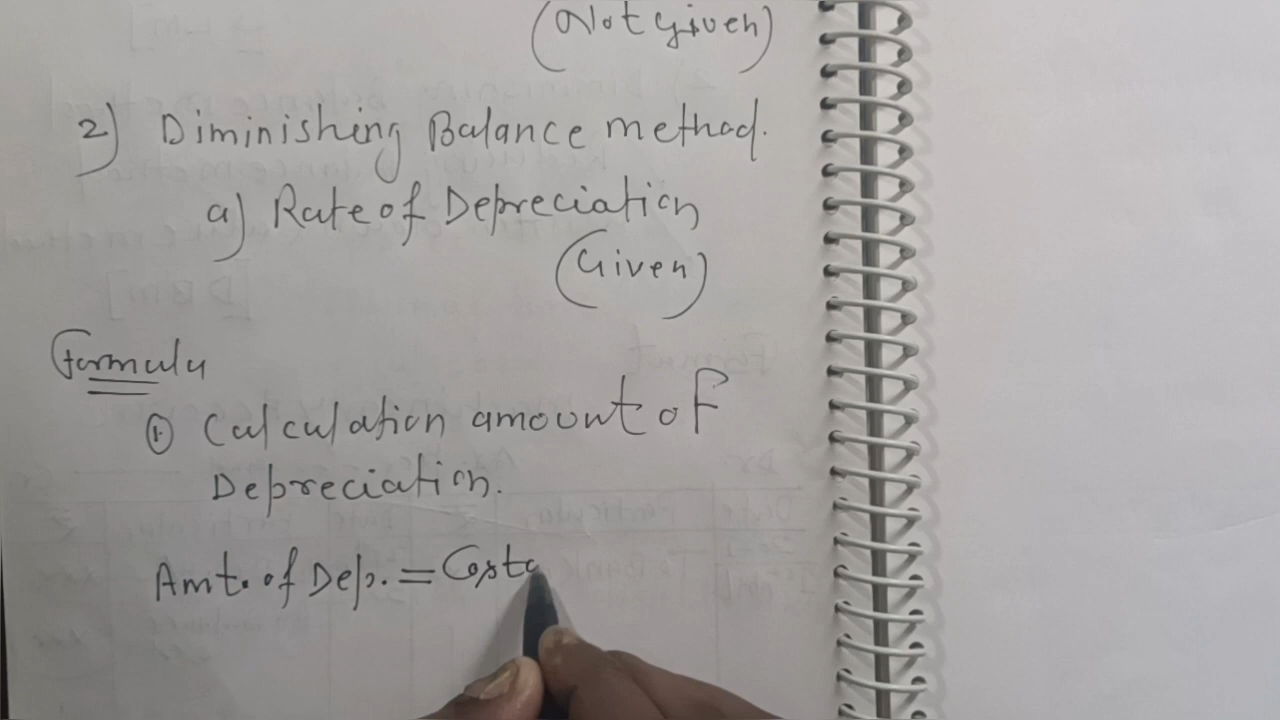 (Not Given)
2) Diminishing Balance method.
a) Rate of Depreciation
(Given)
Formula
① Calculation amount of
Depreciation.
Amt. of Dep. = Cost